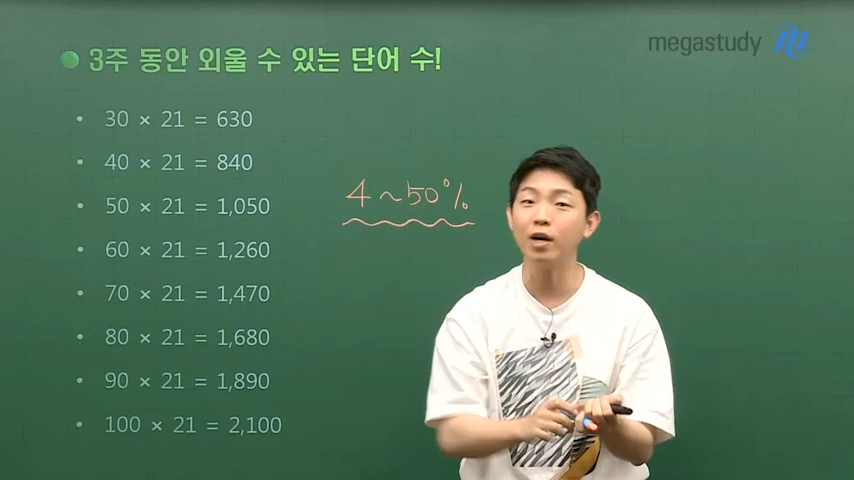 megastudy
3주 동안 외울 수 있는 단어 수!
30 × 21 = 630
40 × 21 = 840
50 × 21 = 1,050
60 × 21 = 1,260
70 × 21 = 1,470
80 × 21 = 1,680
90 × 21 = 1,890
100 × 21 = 2,100
4~50%